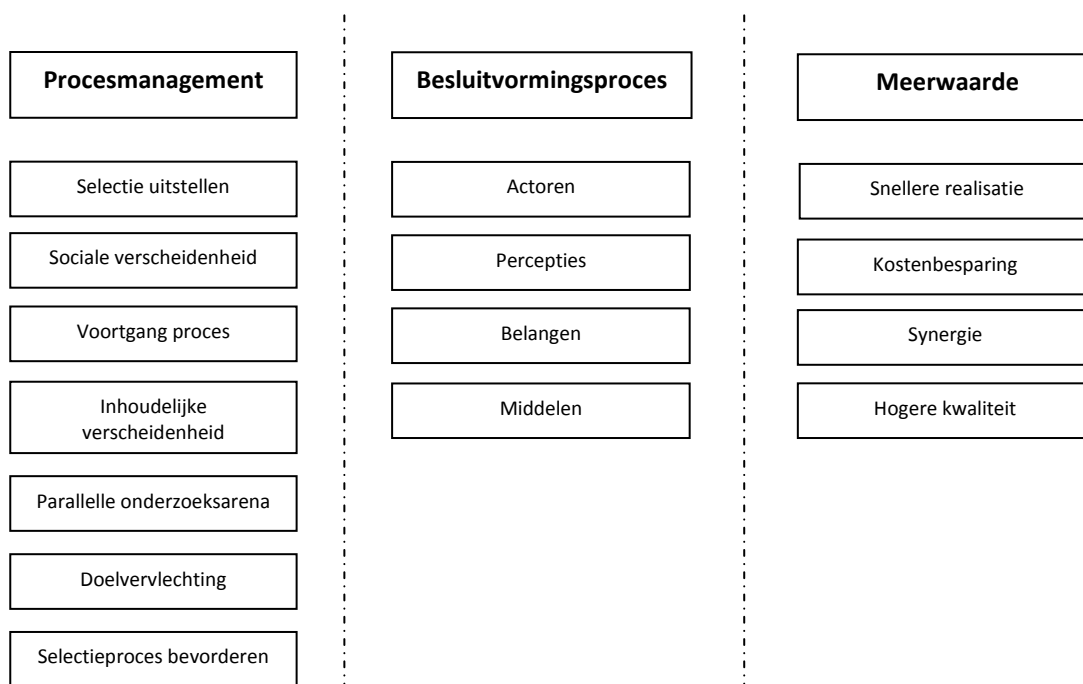 Procesmanagement
Selectie uitstellen
Sociale verscheidenheid
Voortgang proces
Inhoudelijke
verscheidenheid
Parallelle onderzoeksarena
Doelvervlechting
Selectieproces bevorderen
Besluitvormingsproces
Actoren
Percepties
Belangen
Middelen
Meerwaarde
Snellere realisatie
Kostenbesparing
Synergie
Hogere kwaliteit